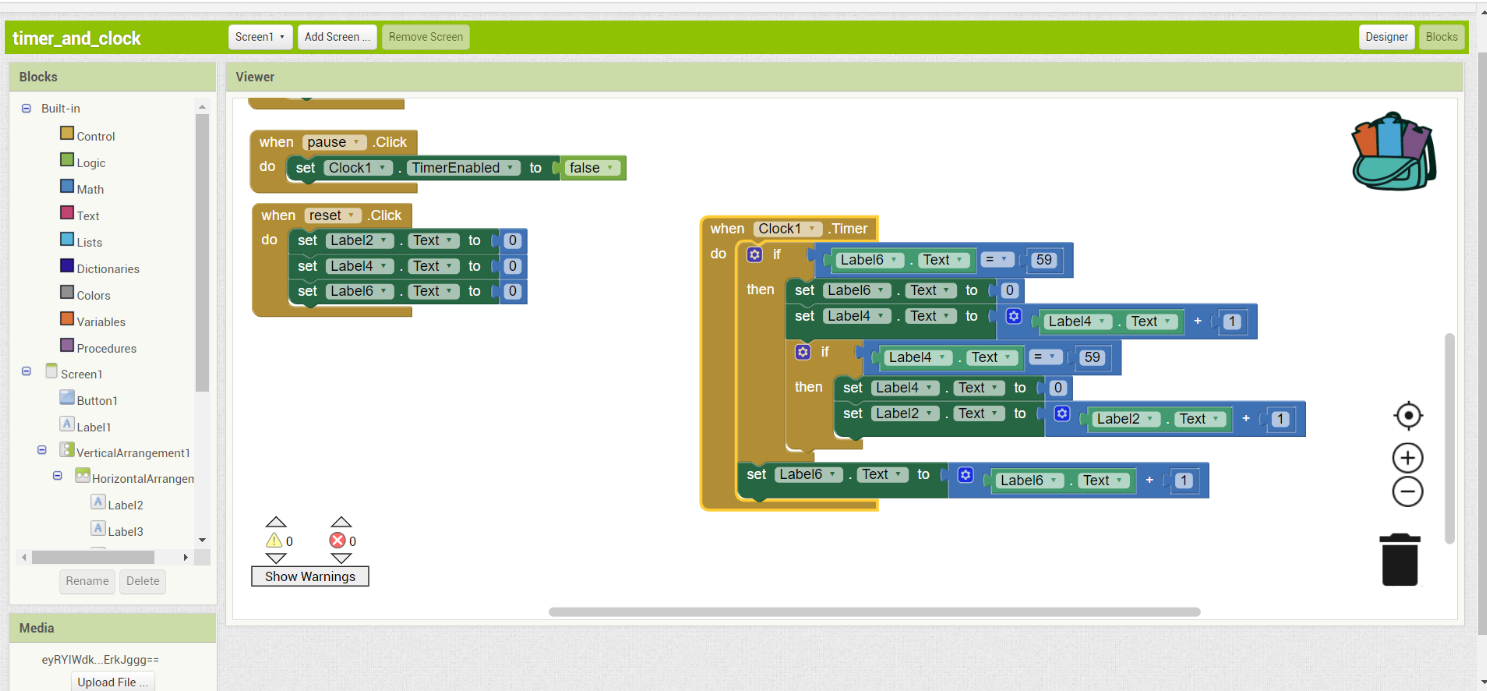 timer_and_clock
Screen1
Add Screen ...
Remove Screen
Designer
Blocks
Blocks
Viewer
Built-in
Control
Logic
Math
Text
Lists
Dictionaries
Colors
Variables
Procedures
Screen1
Button1
Label1
VerticalArrangement1
HorizontalArrangen
Label2
Label3
Rename
Delete
Media
eyRYIWdk...ErkJggg==
Upload File ...
when pause .Click
do set Clock1 . TimerEnabled to false
when reset .Click
do set Label2 . Text to 0
set Label4 . Text to 0
set Label6 . Text to 0
when Clock1 .Timer
do if Label6 . Text = 59
then set Label6 . Text to 0
set Label4 . Text to Label4 . Text + 1
if Label4 . Text = 59
then set Label4 . Text to 0
set Label2 . Text to Label2 . Text + 1
set Label6 . Text to Label6 . Text + 1
0 0
Show Warnings